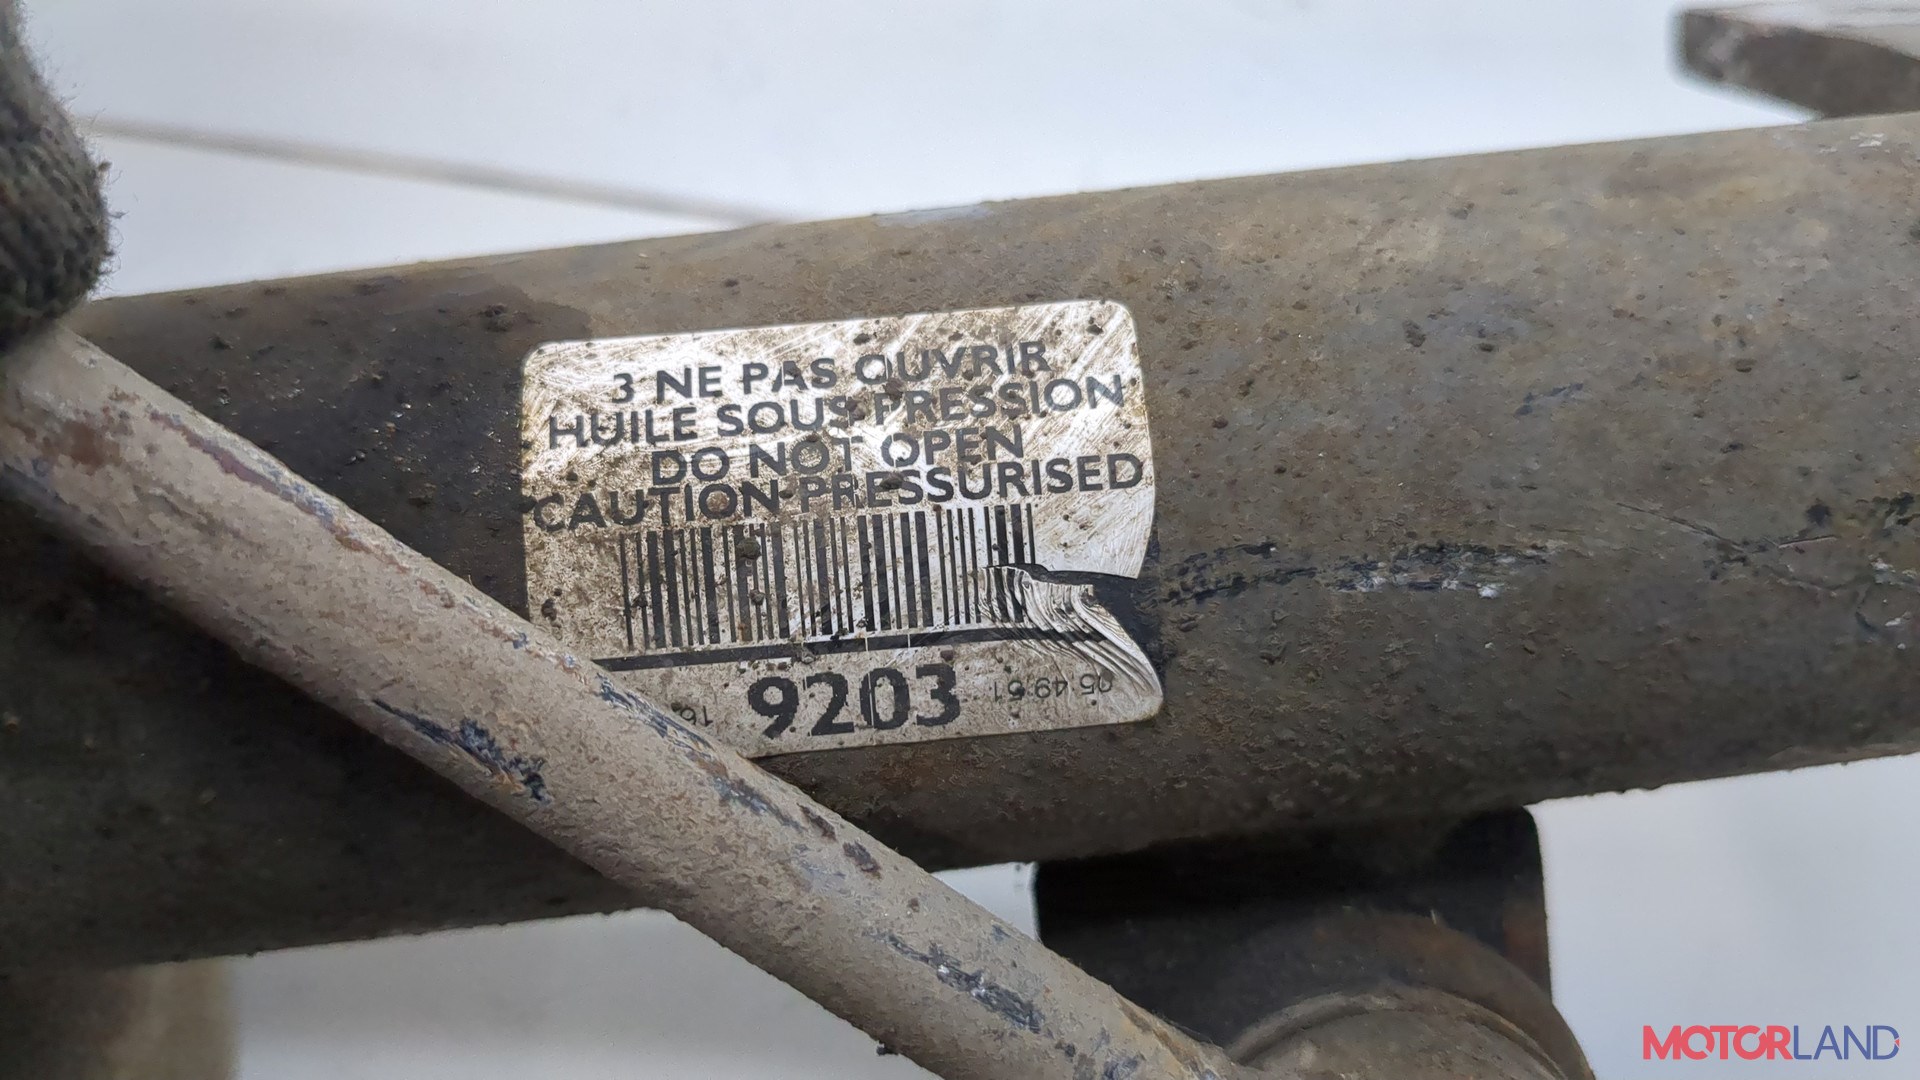 3 NE PAS OUVRIR
HUILE SOUS PRESSION
DO NOT OPEN
CAUTION PRESSURISED
9203
05 49 51
MOTORLAND